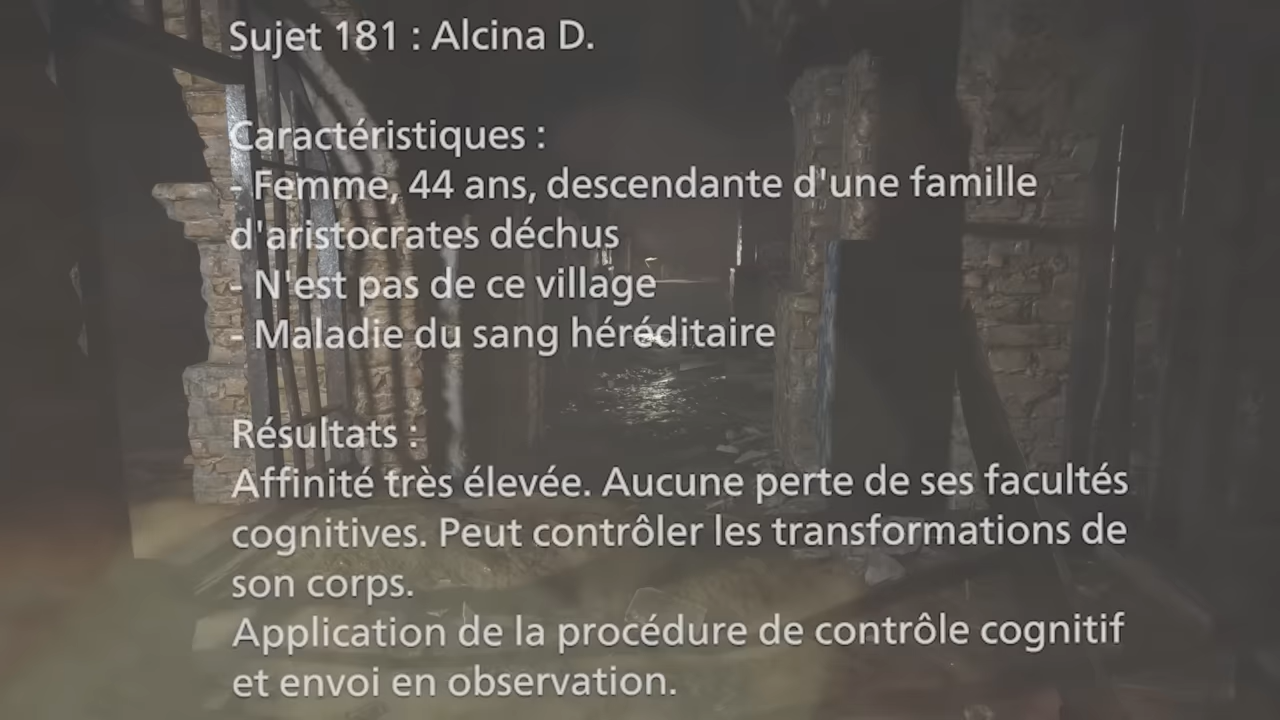 Sujet 181 : Alcina D.
Caractéristiques :
- Femme, 44 ans, descendante d'une famille
d'aristocrates déchus
- N'est pas de ce village
- Maladie du sang héréditaire
Résultats :
Affinité très élevée. Aucune perte de ses facultés
cognitives. Peut contrôler les transformations de
son corps.
Application de la procédure de contrôle cognitif
et envoi en observation.